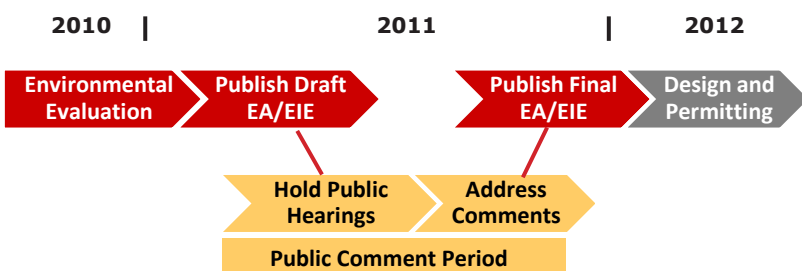 2010 | 2011 | 2012
Environmental
Evaluation
Publish Draft
EA/EIE
Publish Final
EA/EIE
Design and
Permitting
Hold Public
Hearings
Address
Comments
Public Comment Period